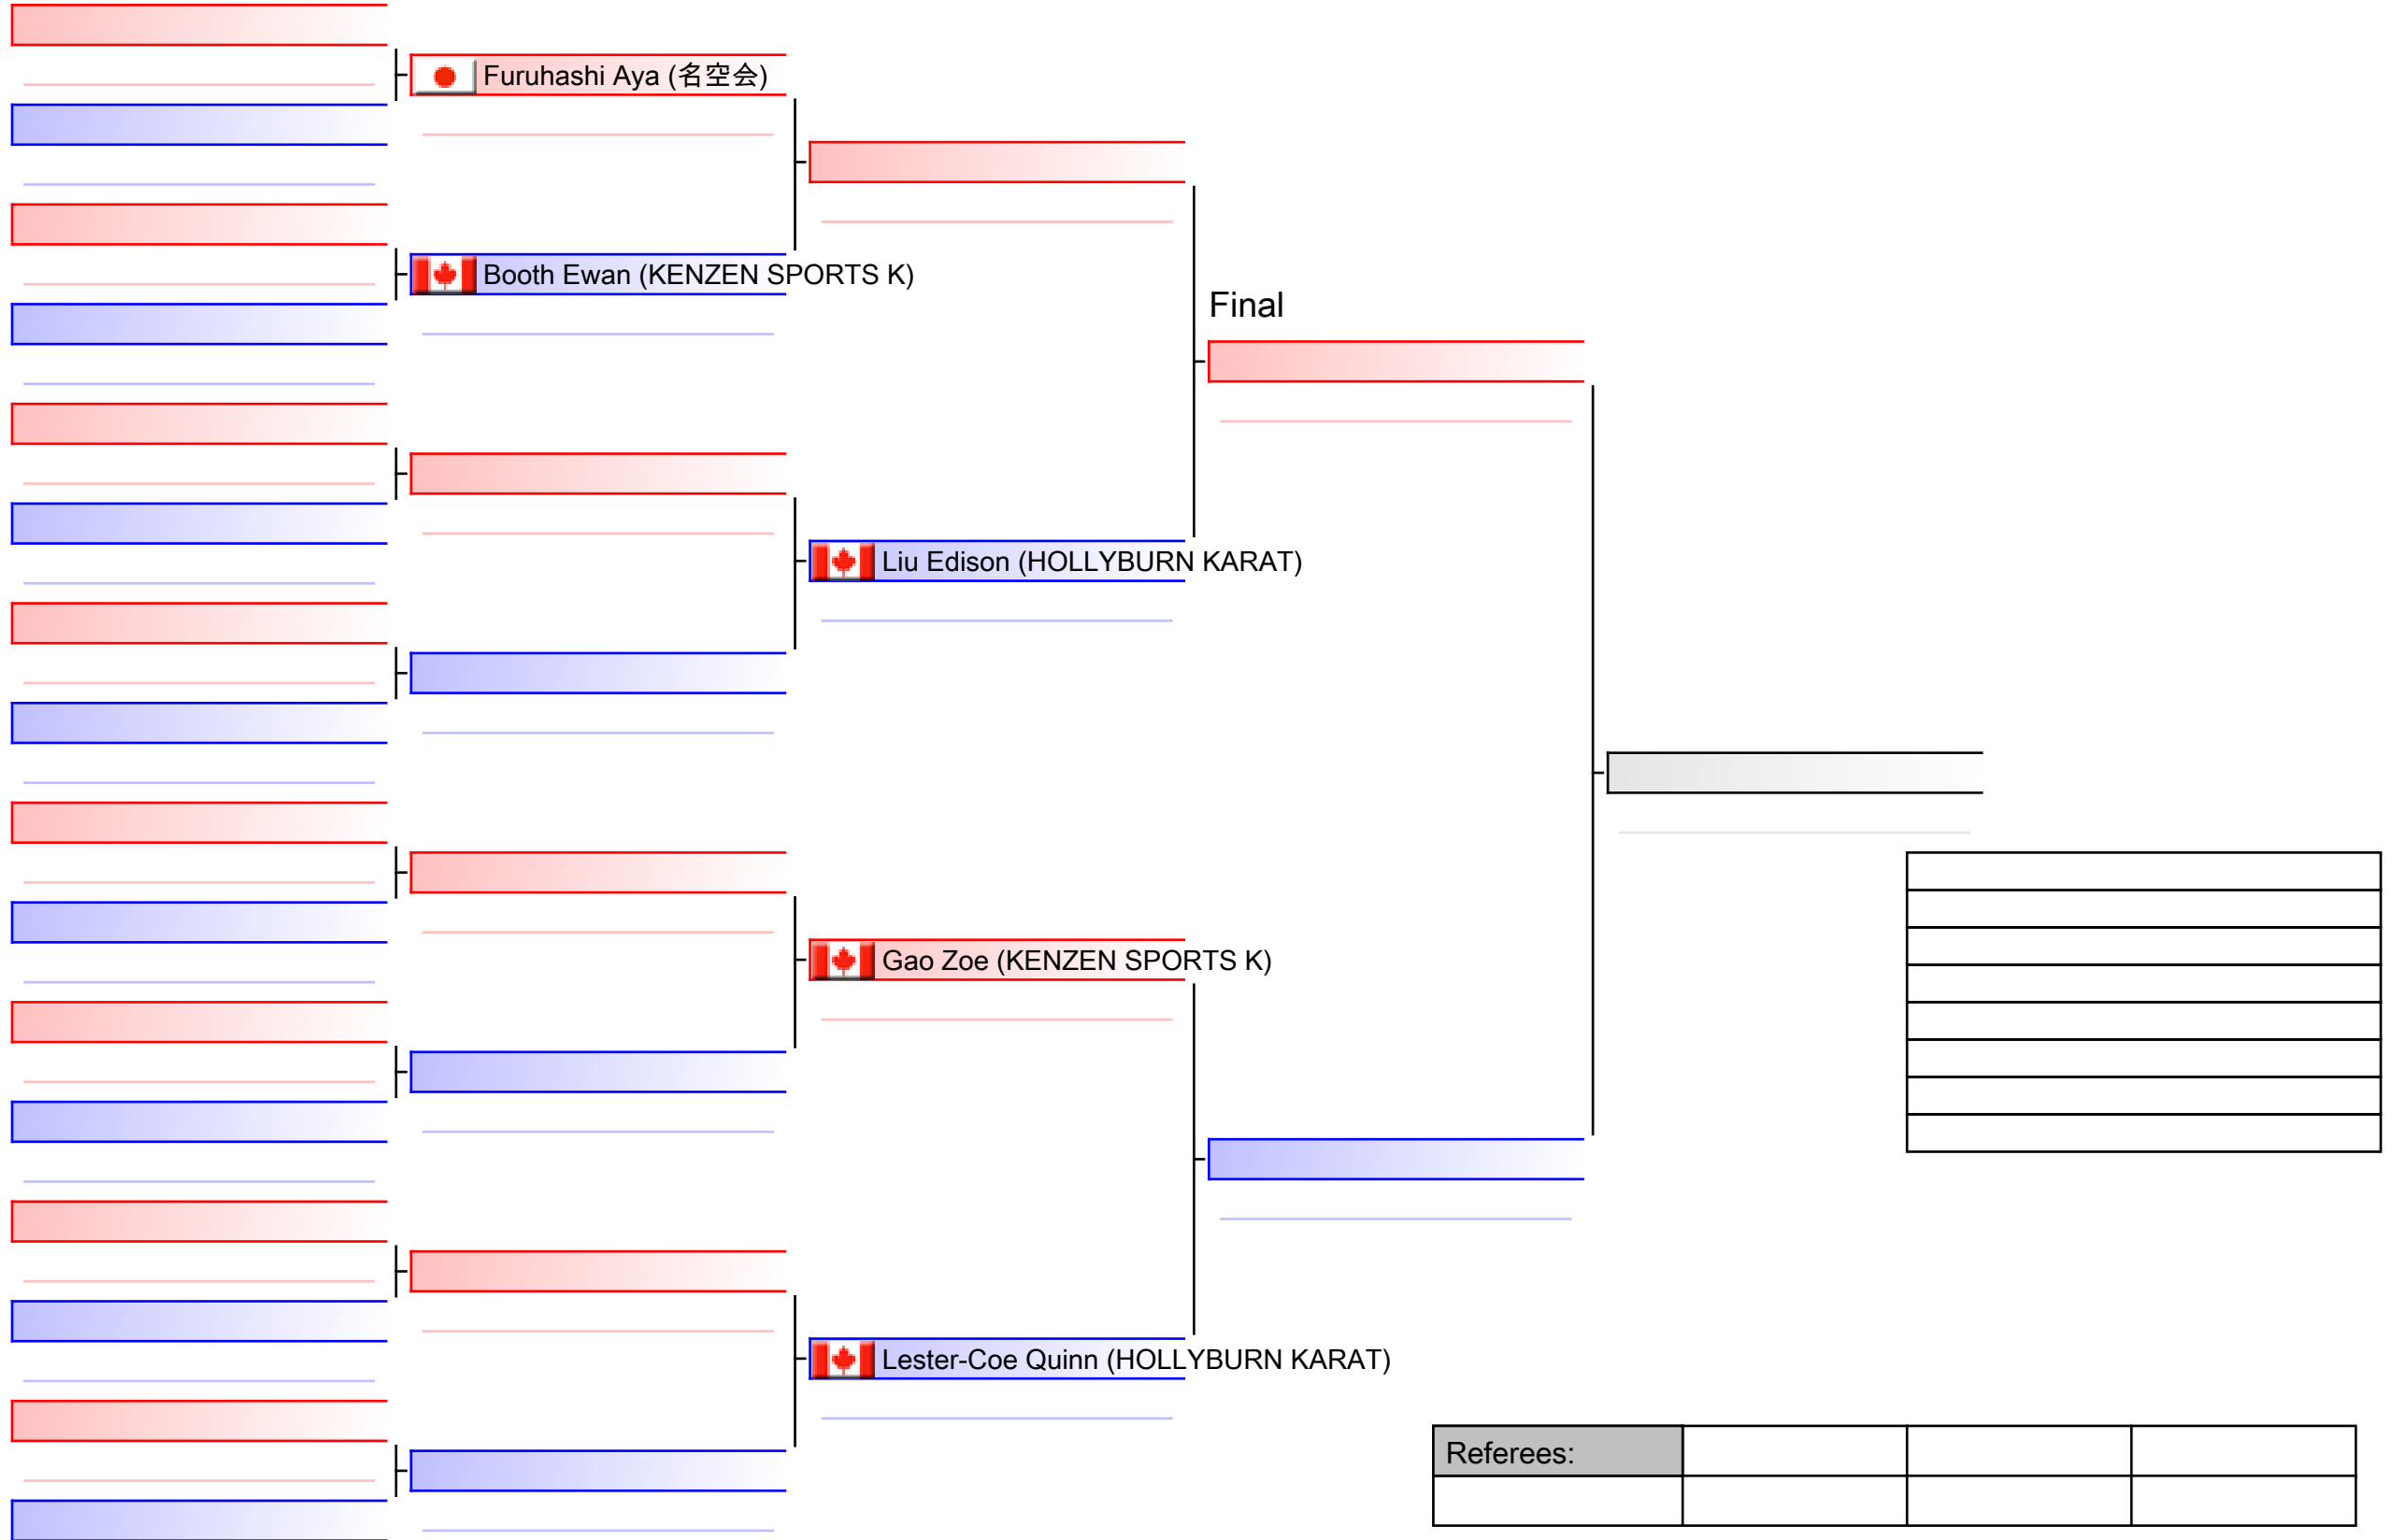 Furuhashi Aya (名空会)
Booth Ewan (KENZEN SPORTS K)
Final
Liu Edison (HOLLYBURN KARAT)
Gao Zoe (KENZEN SPORTS K)
Lester-Coe Quinn (HOLLYBURN KARAT)
Referees: